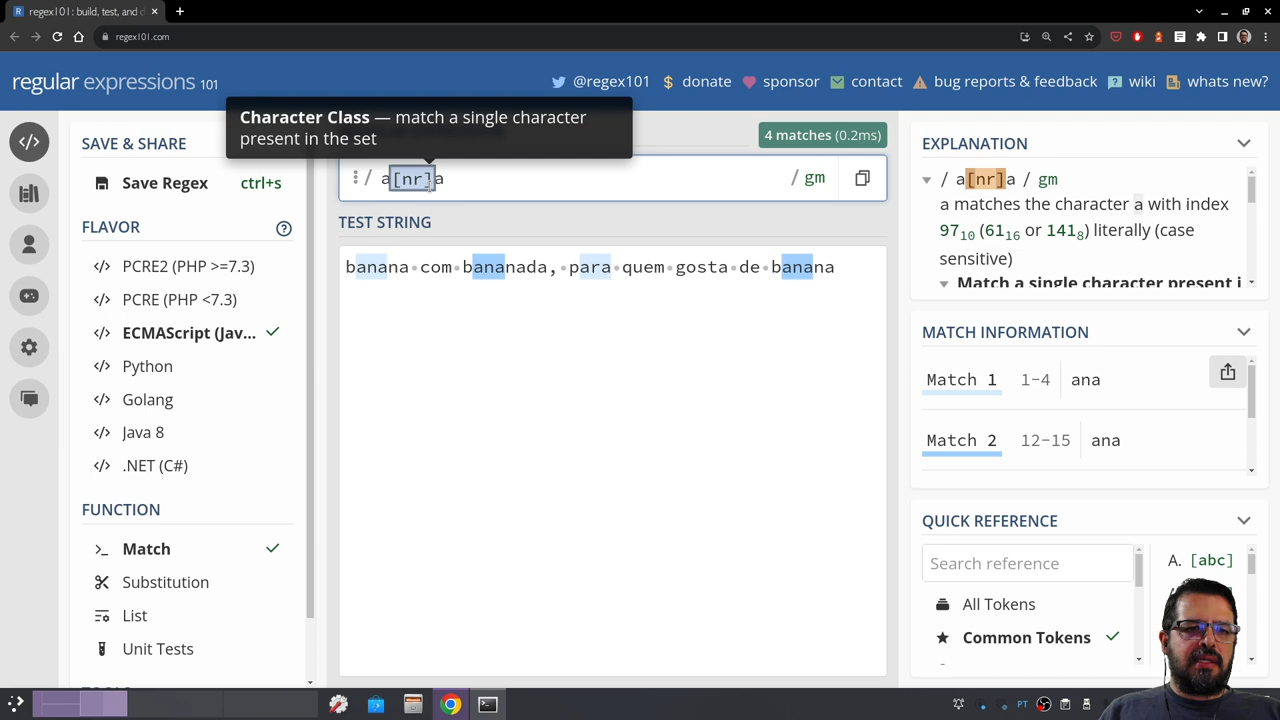 regex101: build, test, and d
regex101.com
regular expressions 101
@regex101
donate
sponsor
contact
bug reports & feedback
wiki
whats new?
SAVE & SHARE
Save Regex
ctrl+s
FLAVOR
PCRE2 (PHP >=7.3)
PCRE (PHP <7.3)
ECMAScript (Jav...
Python
Golang
Java 8
.NET (C#)
FUNCTION
Match
Substitution
List
Unit Tests
Character Class — match a single character
present in the set
4 matches (0.2ms)
/ a[nr]a / gm
TEST STRING
banana·com·bananada,·para·quem·gosta·de·banana
EXPLANATION
/ a[nr]a / gm
a matches the character a with index
97₁₀ (61₁₆ or 141₈) literally (case
sensitive)
Match a single character present i
MATCH INFORMATION
Match 1 1-4 ana
Match 2 12-15 ana
QUICK REFERENCE
Search reference
All Tokens
Common Tokens
A. [abc]
PT